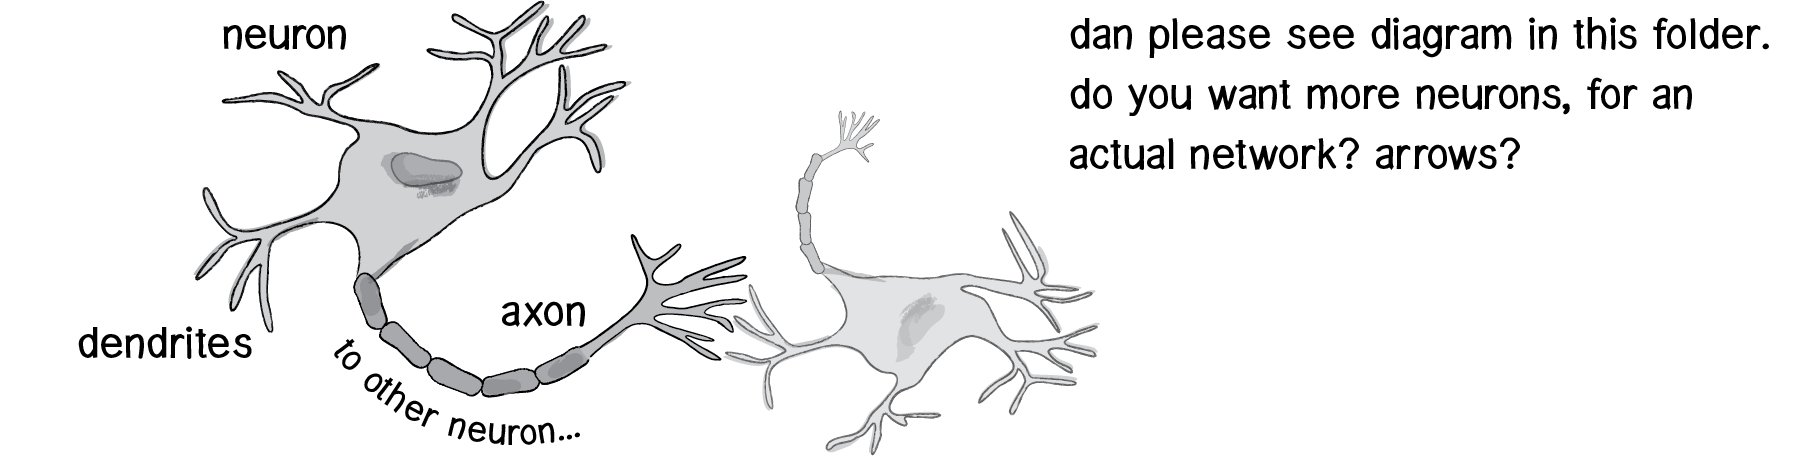 neuron
dan please see diagram in this folder.
do you want more neurons, for an
actual network? arrows?
axon
dendrites
to other neuron...